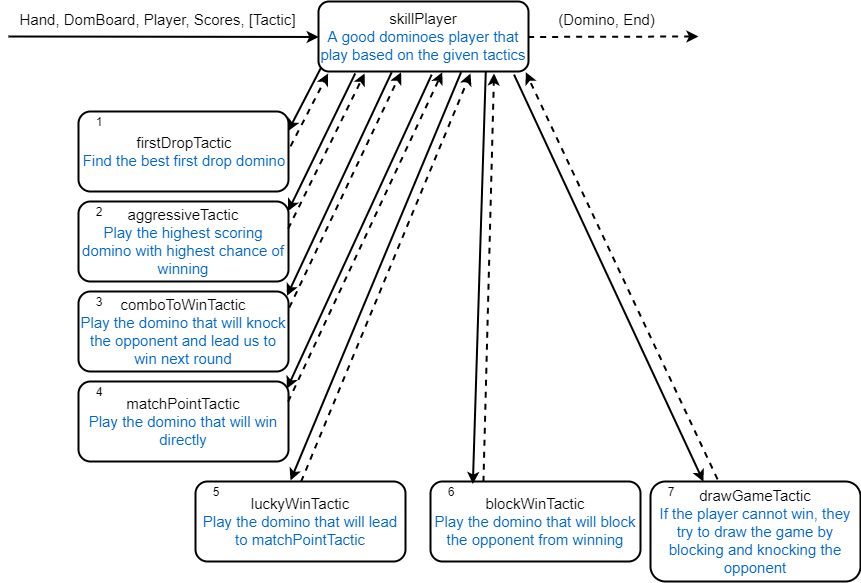 Hand, DomBoard, Player, Scores, [Tactic]
skillPlayer
A good dominoes player that
play based on the given tactics
(Domino, End)
1
firstDropTactic
Find the best first drop domino
2
aggressiveTactic
Play the highest scoring
domino with highest chance of
winning
3
comboToWinTactic
Play the domino that will knock
the opponent and lead us to
win next round
4
matchPointTactic
Play the domino that will win
directly
5
luckyWinTactic
Play the domino that will lead
to matchPointTactic
6
blockWinTactic
Play the domino that will block
the opponent from winning
7
drawGameTactic
If the player cannot win, they
try to draw the game by
blocking and knocking the
opponent